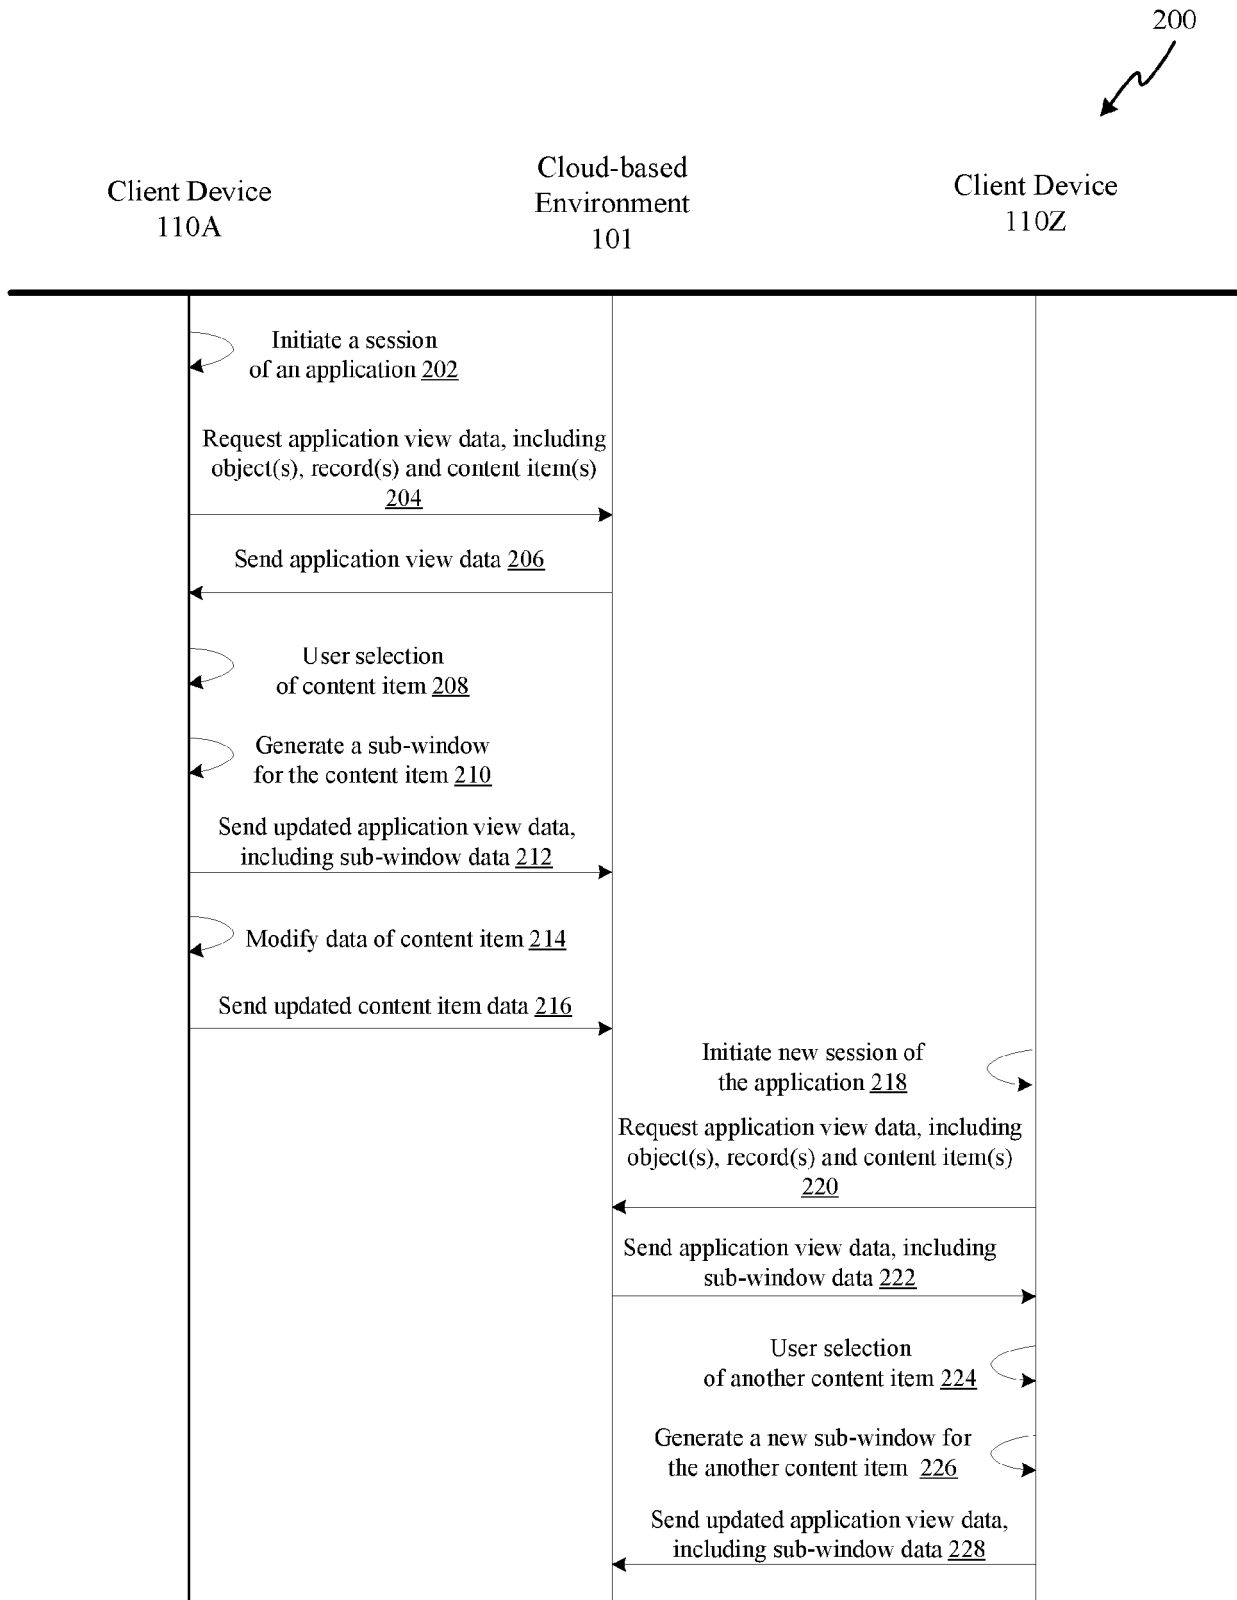 200
Client Device
110A
Cloud-based
Environment
101
Client Device
110Z
Initiate a session
of an application 202
Request application view data, including
object(s), record(s) and content item(s)
204
Send application view data 206
User selection
of content item 208
Generate a sub-window
for the content item 210
Send updated application view data,
including sub-window data 212
Modify data of content item 214
Send updated content item data 216
Initiate new session of
the application 218
Request application view data, including
object(s), record(s) and content item(s)
220
Send application view data, including
sub-window data 222
User selection
of another content item 224
Generate a new sub-window for
the another content item 226
Send updated application view data,
including sub-window data 228